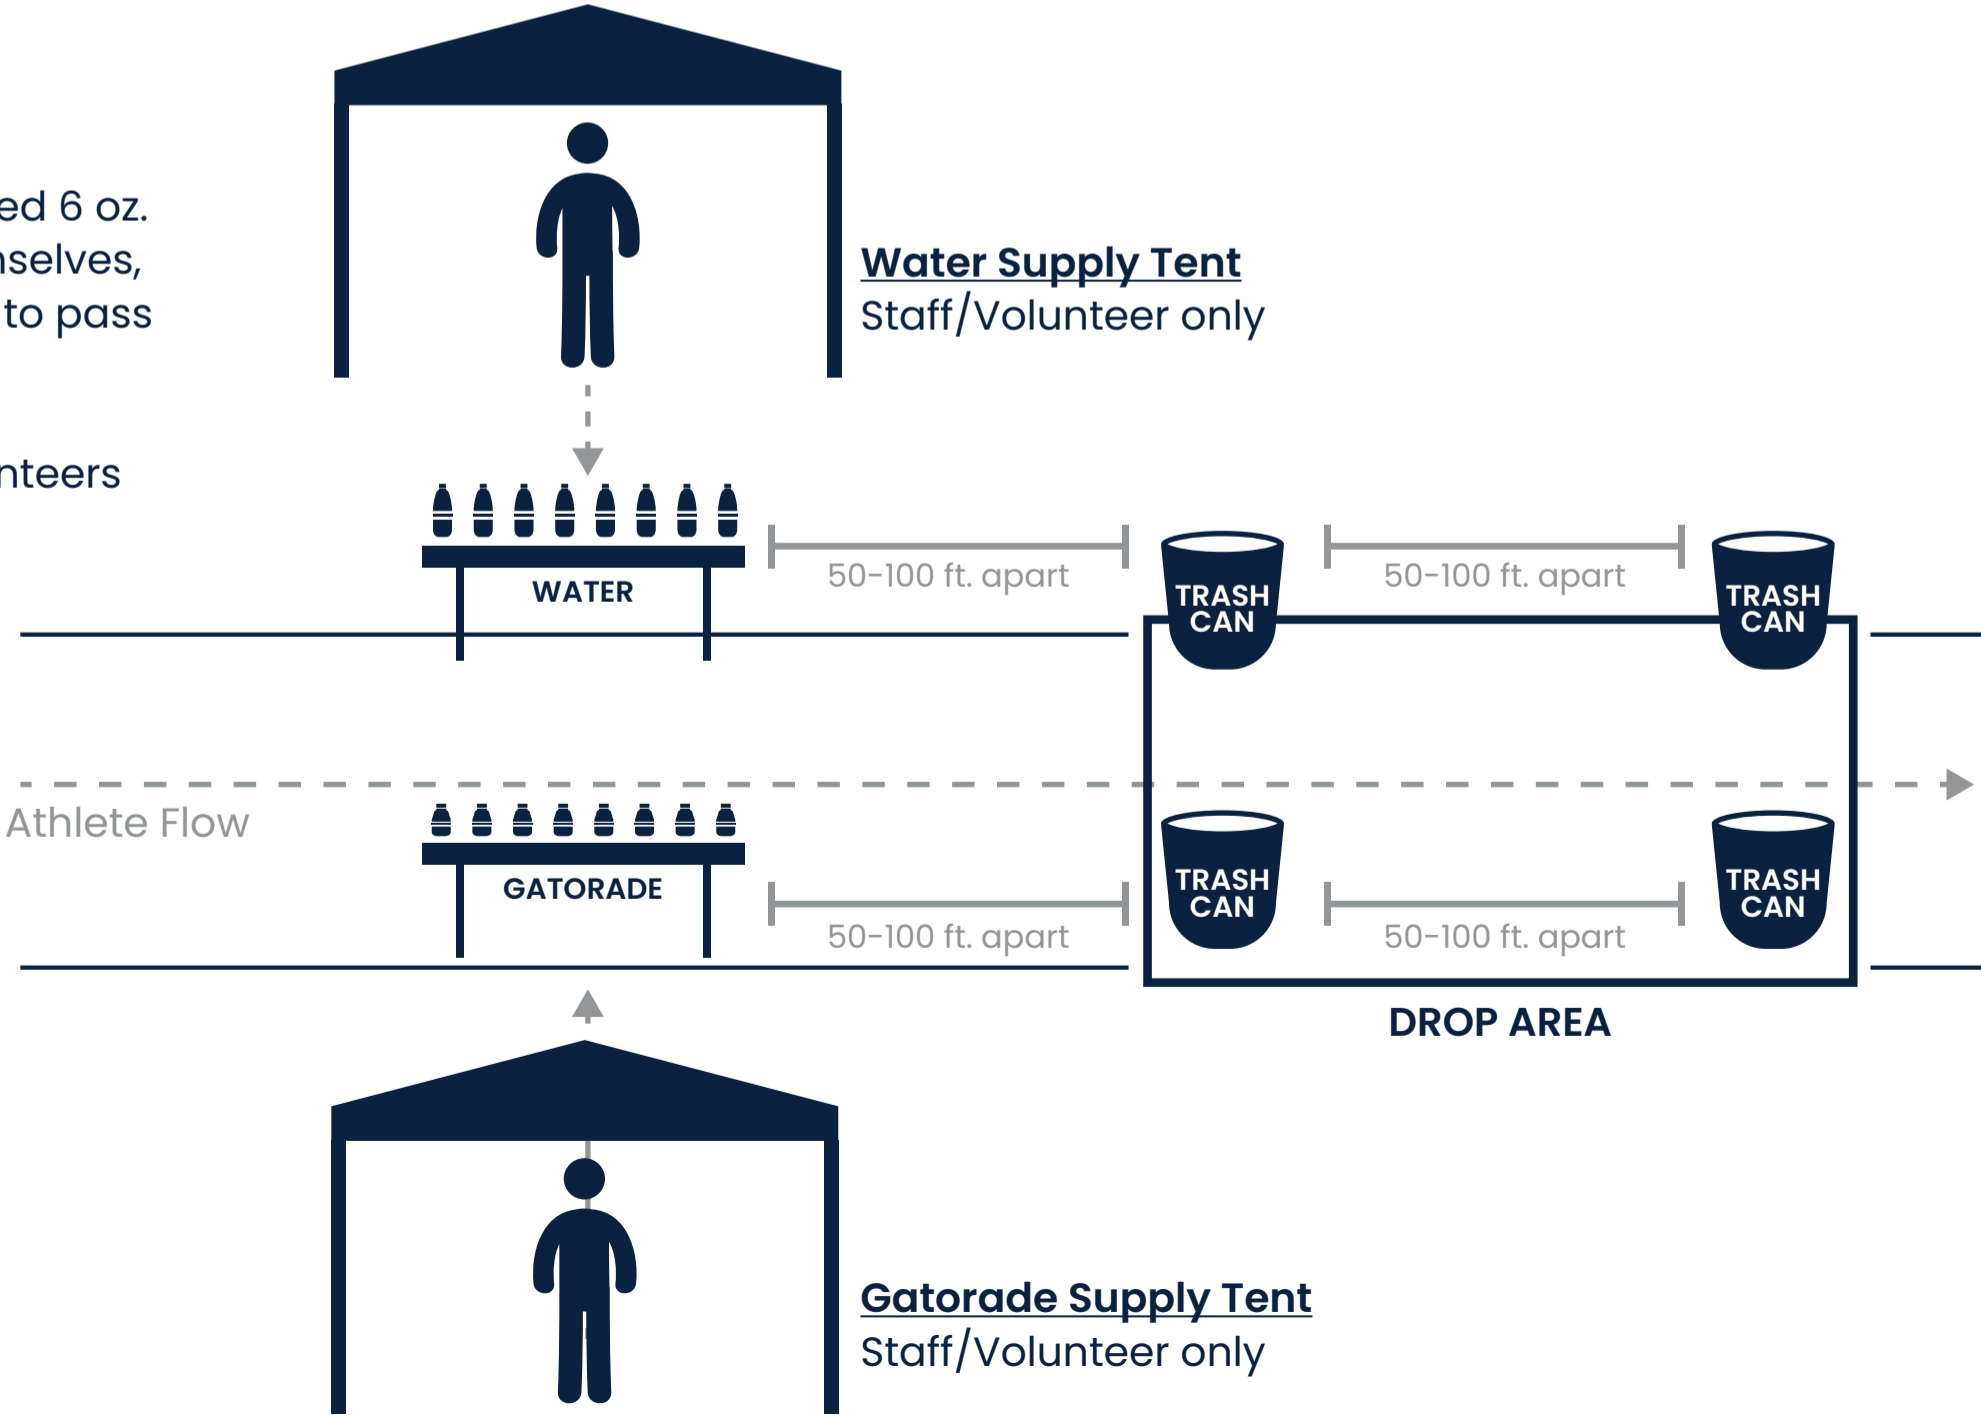 ed 6 oz.
nselves,
to pass
nteers
Water Supply Tent
Staff/Volunteer only
WATER
50-100 ft. apart
50-100 ft. apart
TRASH
CAN
TRASH
CAN
Athlete Flow
GATORADE
50-100 ft. apart
50-100 ft. apart
TRASH
CAN
TRASH
CAN
DROP AREA
Gatorade Supply Tent
Staff/Volunteer only